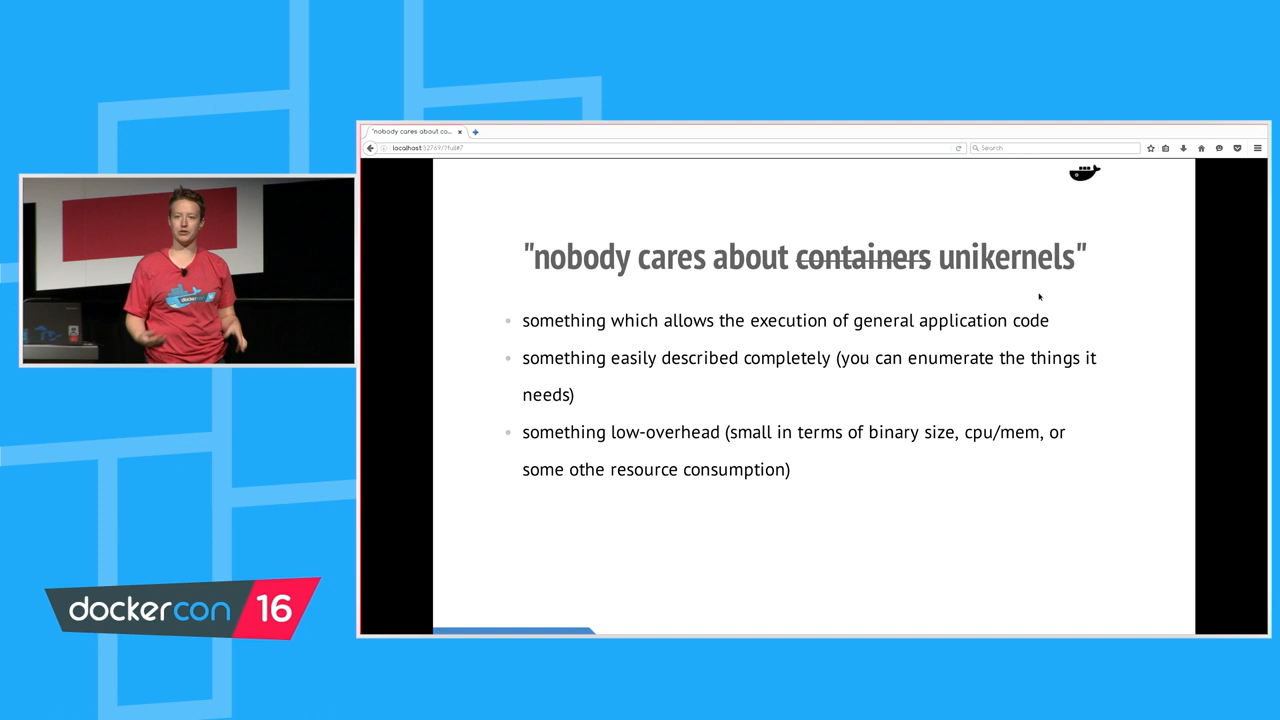 "nobody cares about co...
localhost:32769/?full#7
Search
"nobody cares about containers unikernels"
something which allows the execution of general application code
something easily described completely (you can enumerate the things it
needs)
something low-overhead (small in terms of binary size, cpu/mem, or
some othe resource consumption)
dockercon 16
dockercon 16